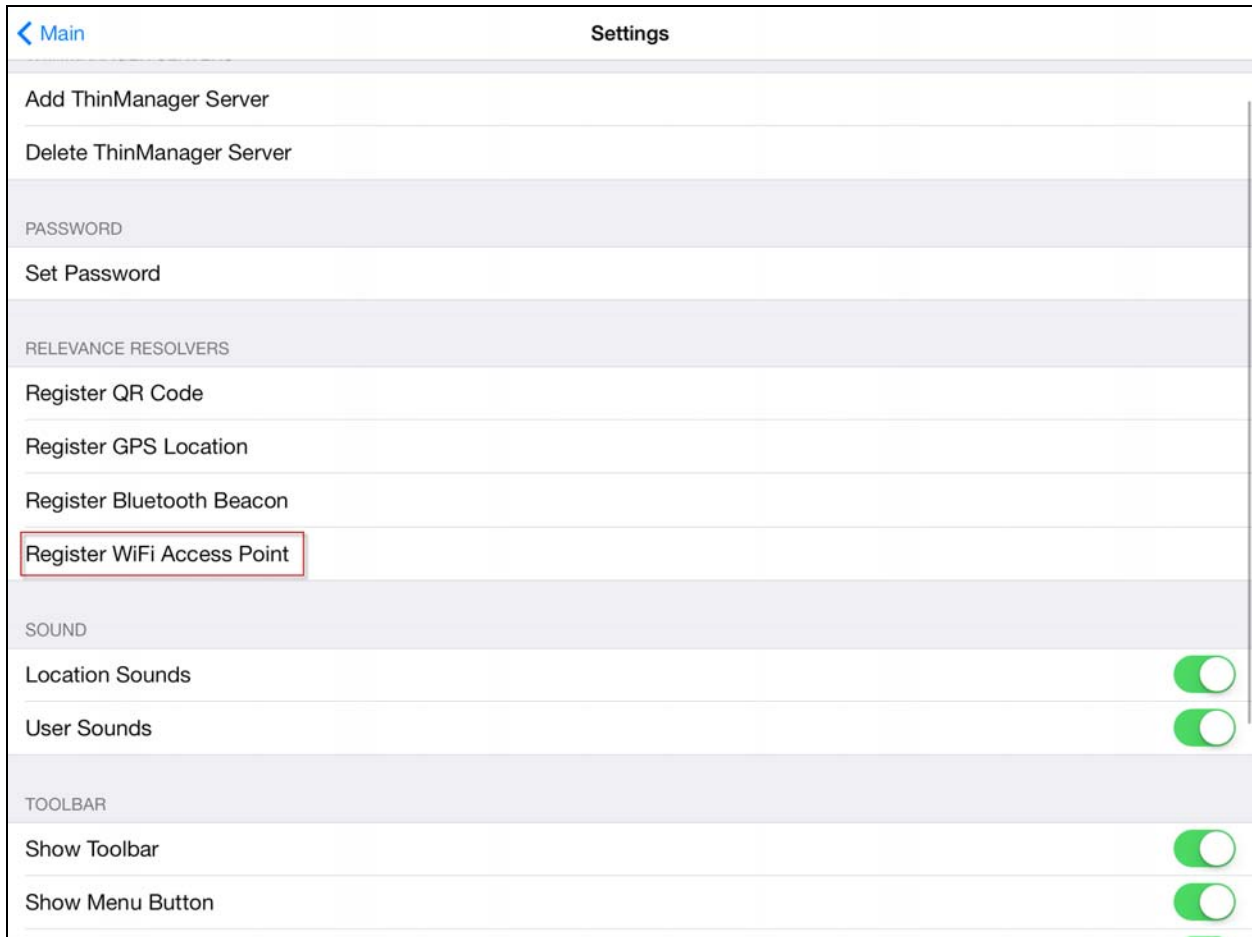 Main
Settings
Add ThinManager Server
Delete ThinManager Server
PASSWORD
Set Password
RELEVANCE RESOLVERS
Register QR Code
Register GPS Location
Register Bluetooth Beacon
Register WiFi Access Point
SOUND
Location Sounds
User Sounds
TOOLBAR
Show Toolbar
Show Menu Button